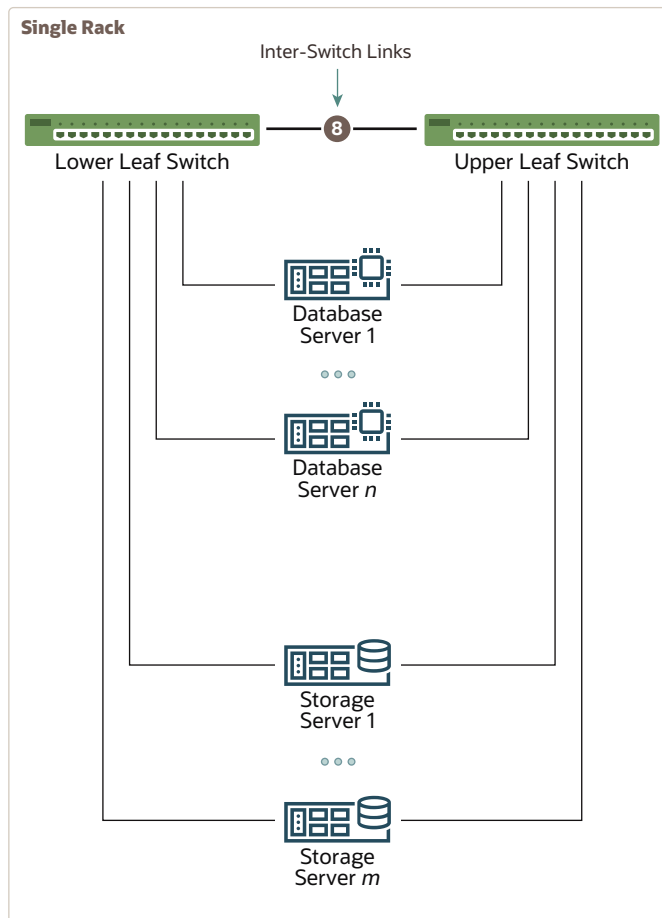 Single Rack
Inter-Switch Links
8
Lower Leaf Switch
Upper Leaf Switch
Database
Server 1
Database
Server n
Storage
Server 1
Storage
Server m